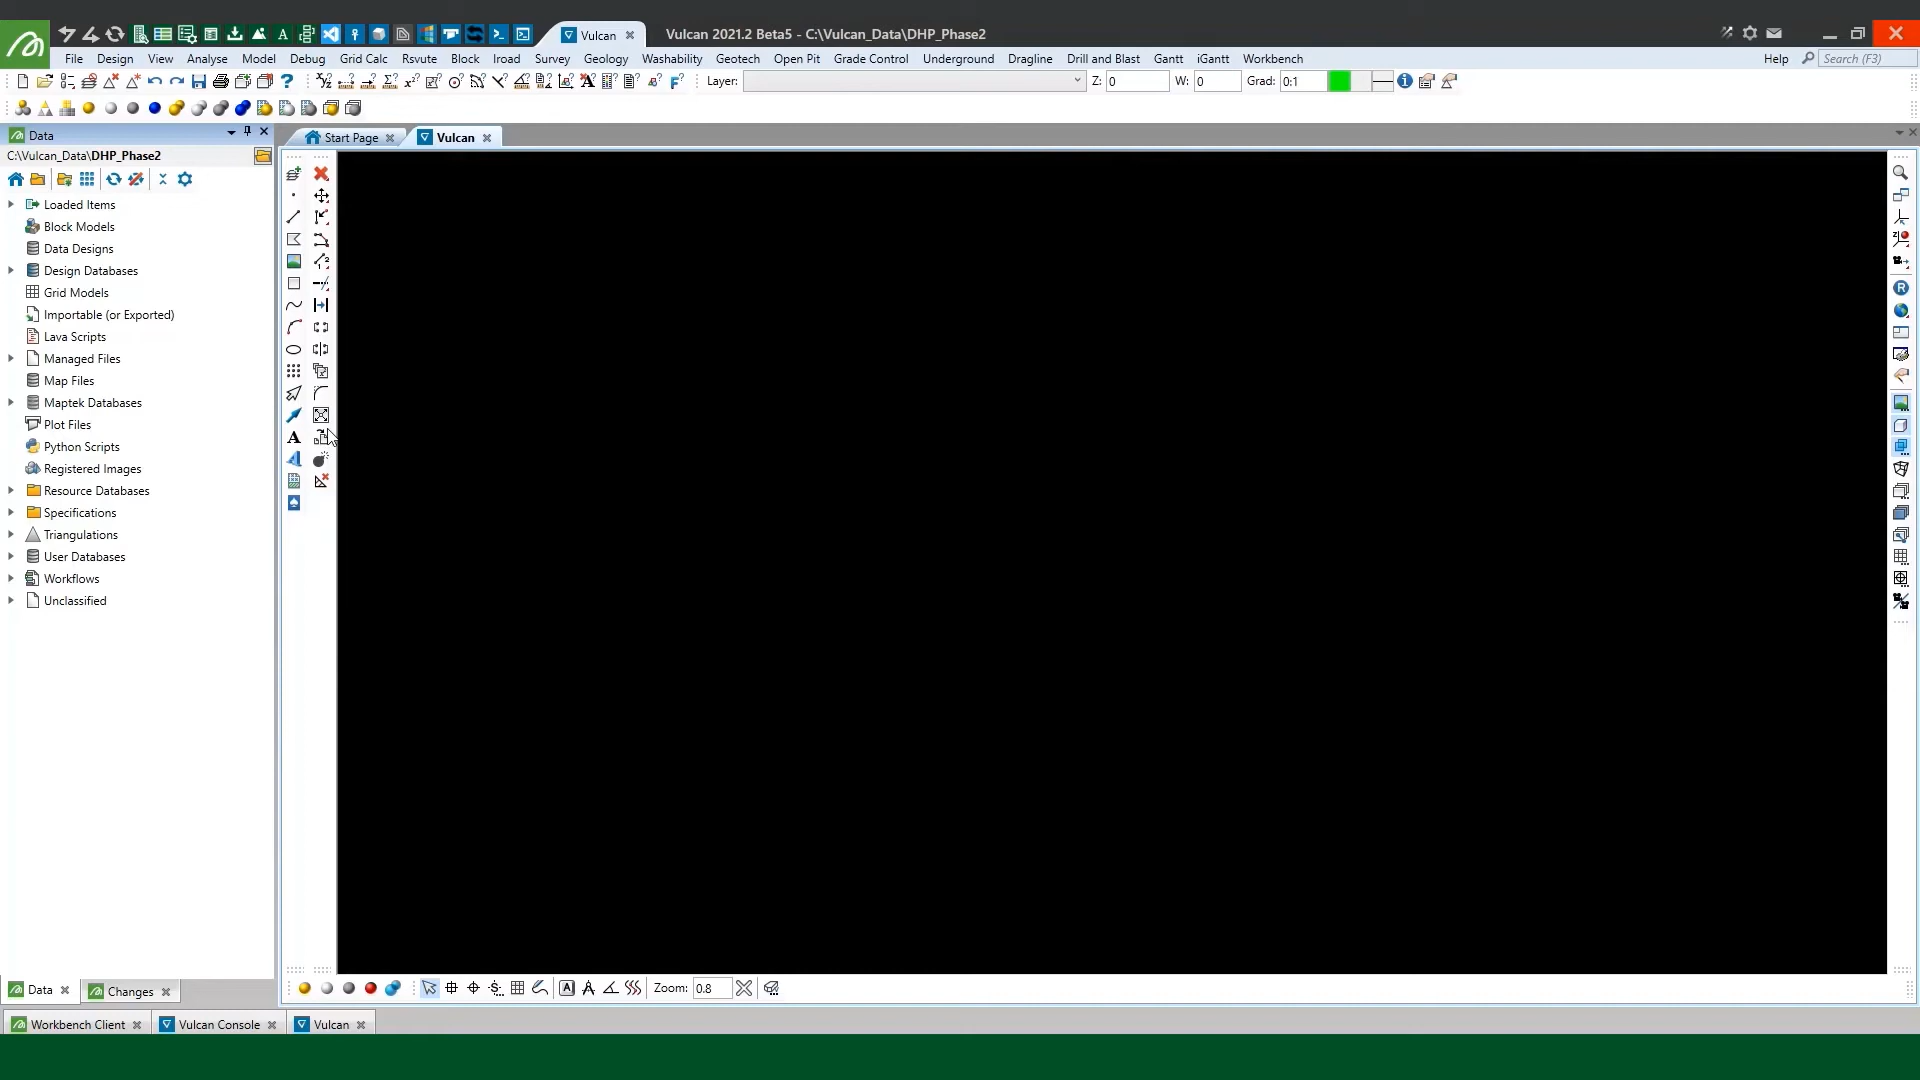 Vulcan
Vulcan 2021.2 Beta5 - C:\Vulcan_Data\DHP_Phase2
File Design View Analyse Model Debug Grid Calc Rsvute Block Iroad Survey Geology Washability Geotech Open Pit Grade Control Underground Dragline Drill and Blast Gantt iGantt Workbench Help Search (F3)
Layer: Z: 0 W: 0 Grad: 0:1
Data
Start Page Vulcan
C:\Vulcan_Data\DHP_Phase2
Loaded Items
Block Models
Data Designs
Design Databases
Grid Models
Importable (or Exported)
Lava Scripts
Managed Files
Map Files
Maptek Databases
Plot Files
Python Scripts
Registered Images
Resource Databases
Specifications
Triangulations
User Databases
Workflows
Unclassified
Data Changes
Zoom: 0.8
Workbench Client Vulcan Console Vulcan